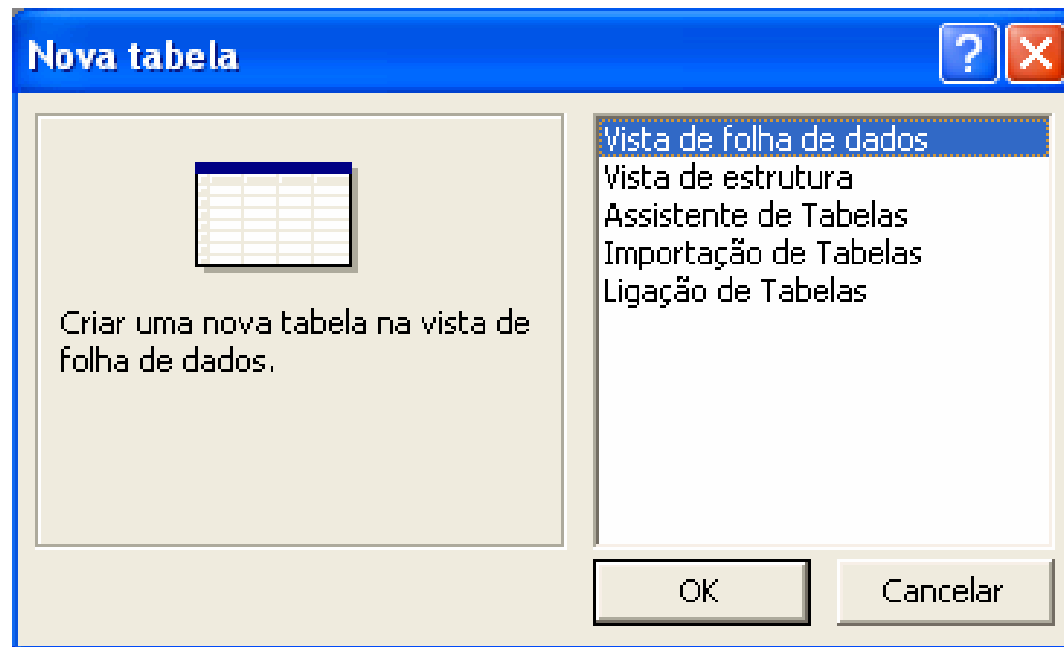 Nova tabela
?
Criar uma nova tabela na vista de
folha de dados.
Vista de folha de dados
Vista de estrutura
Assistente de Tabelas
Importação de Tabelas
Ligação de Tabelas
OK
Cancelar